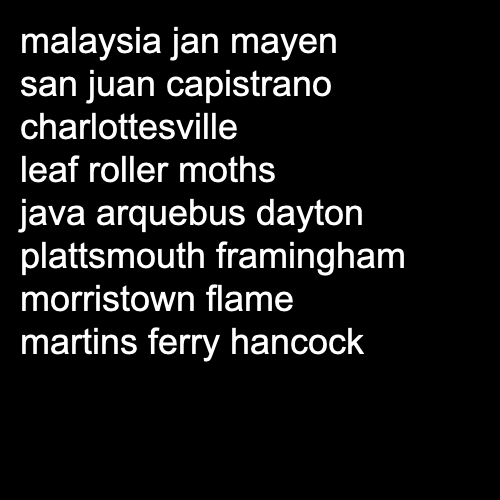 malaysia jan mayen
san juan capistrano
charlottesville
leaf roller moths
java arquebus dayton
plattsmouth framingham
morristown flame
martins ferry hancock